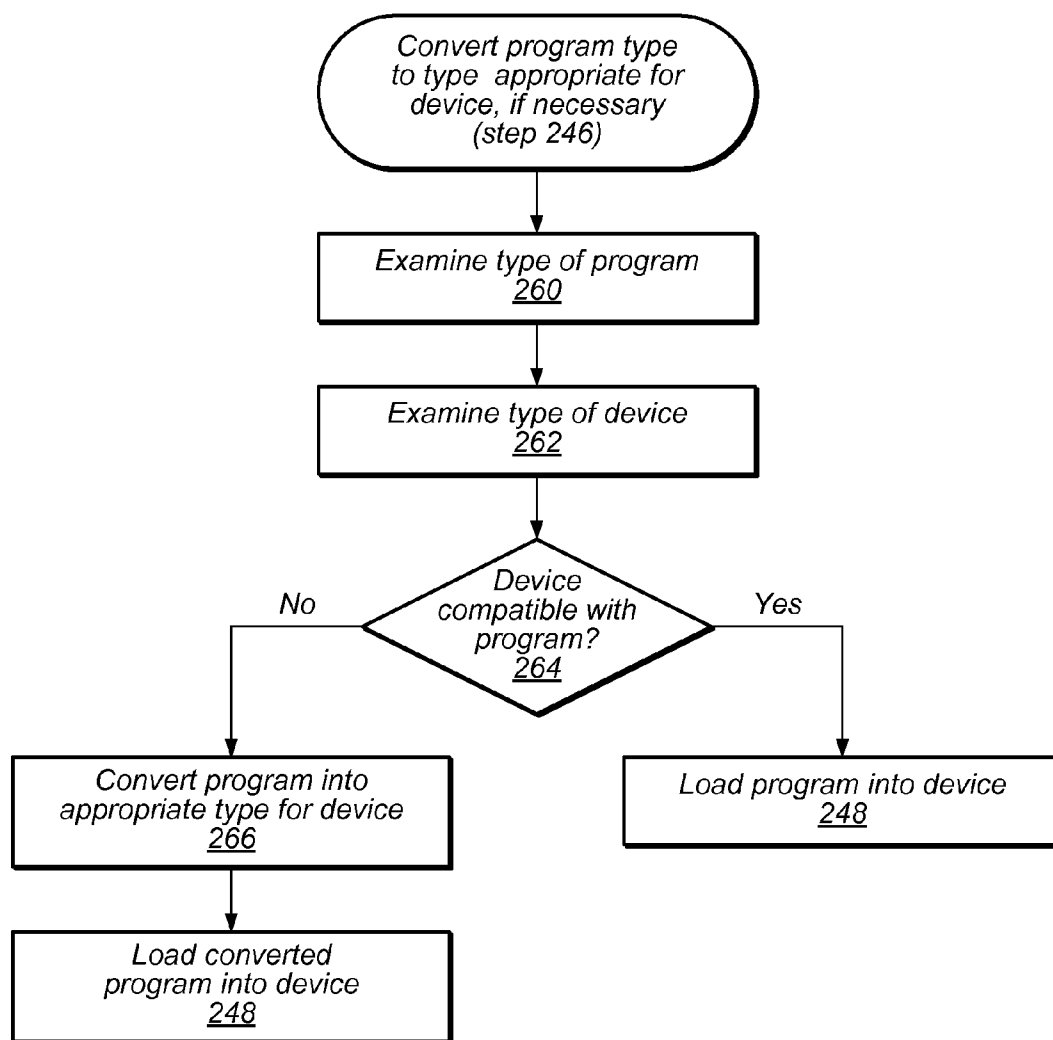 Convert program type
to type appropriate for
device, if necessary
(step 246)
Examine type of program
260
Examine type of device
262
Device
compatible with
program?
264
No
Yes
Convert program into
appropriate type for device
266
Load program into device
248
Load converted
program into device
248